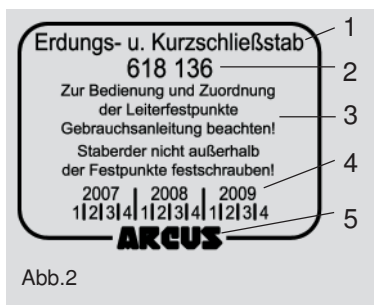 Erdungs- u. Kurzschließstab 1
618 136 2
Zur Bedienung und Zuordnung
der Leiterfestpunkte 3
Gebrauchsanleitung beachten!
Staberder nicht außerhalb
der Festpunkte festschrauben! 4
2007 2008 2009
1|2|3|4 1|2|3|4 1|2|3|4
ARCUS 5
Abb.2